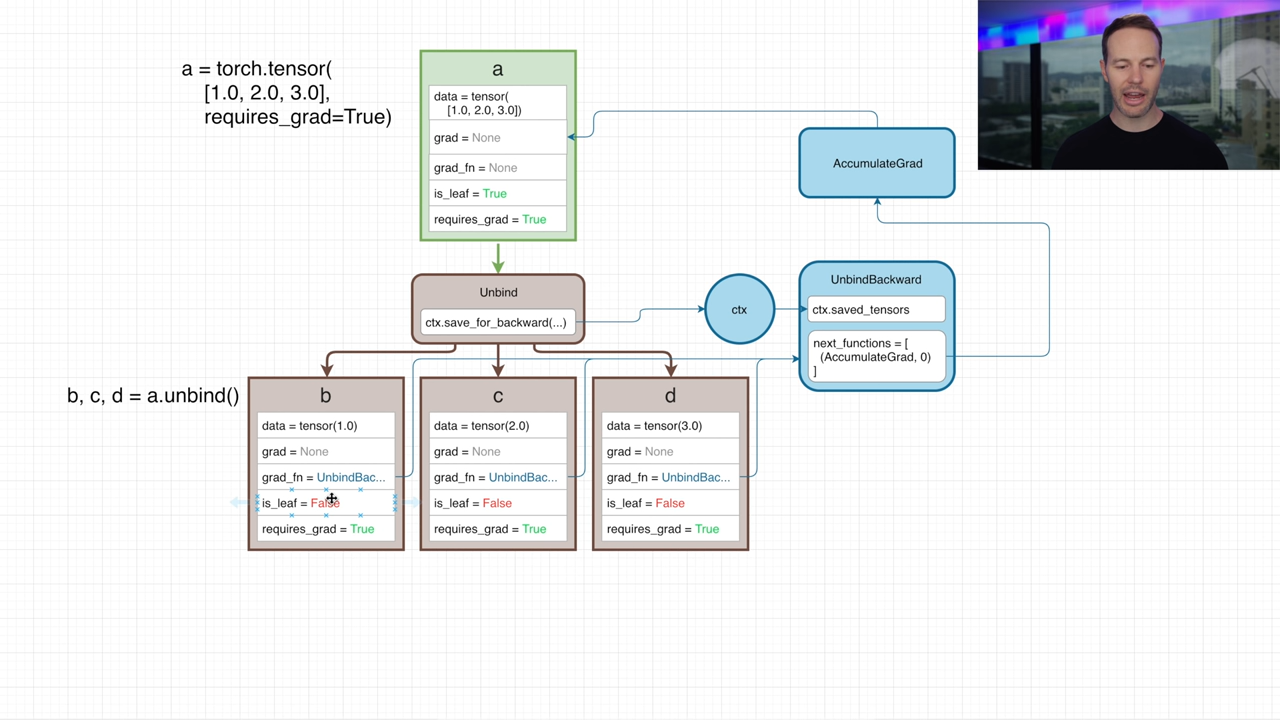 a = torch.tensor(
[1.0, 2.0, 3.0],
requires_grad=True)
a
data = tensor(
[1.0, 2.0, 3.0])
grad = None
grad_fn = None
is_leaf = True
requires_grad = True
AccumulateGrad
Unbind
ctx.save_for_backward(...)
ctx
UnbindBackward
ctx.saved_tensors
next_functions = [
(AccumulateGrad, 0)
]
b, c, d = a.unbind()
b
data = tensor(1.0)
grad = None
grad_fn = UnbindBac...
is_leaf = False
requires_grad = True
c
data = tensor(2.0)
grad = None
grad_fn = UnbindBac...
is_leaf = False
requires_grad = True
d
data = tensor(3.0)
grad = None
grad_fn = UnbindBac...
is_leaf = False
requires_grad = True